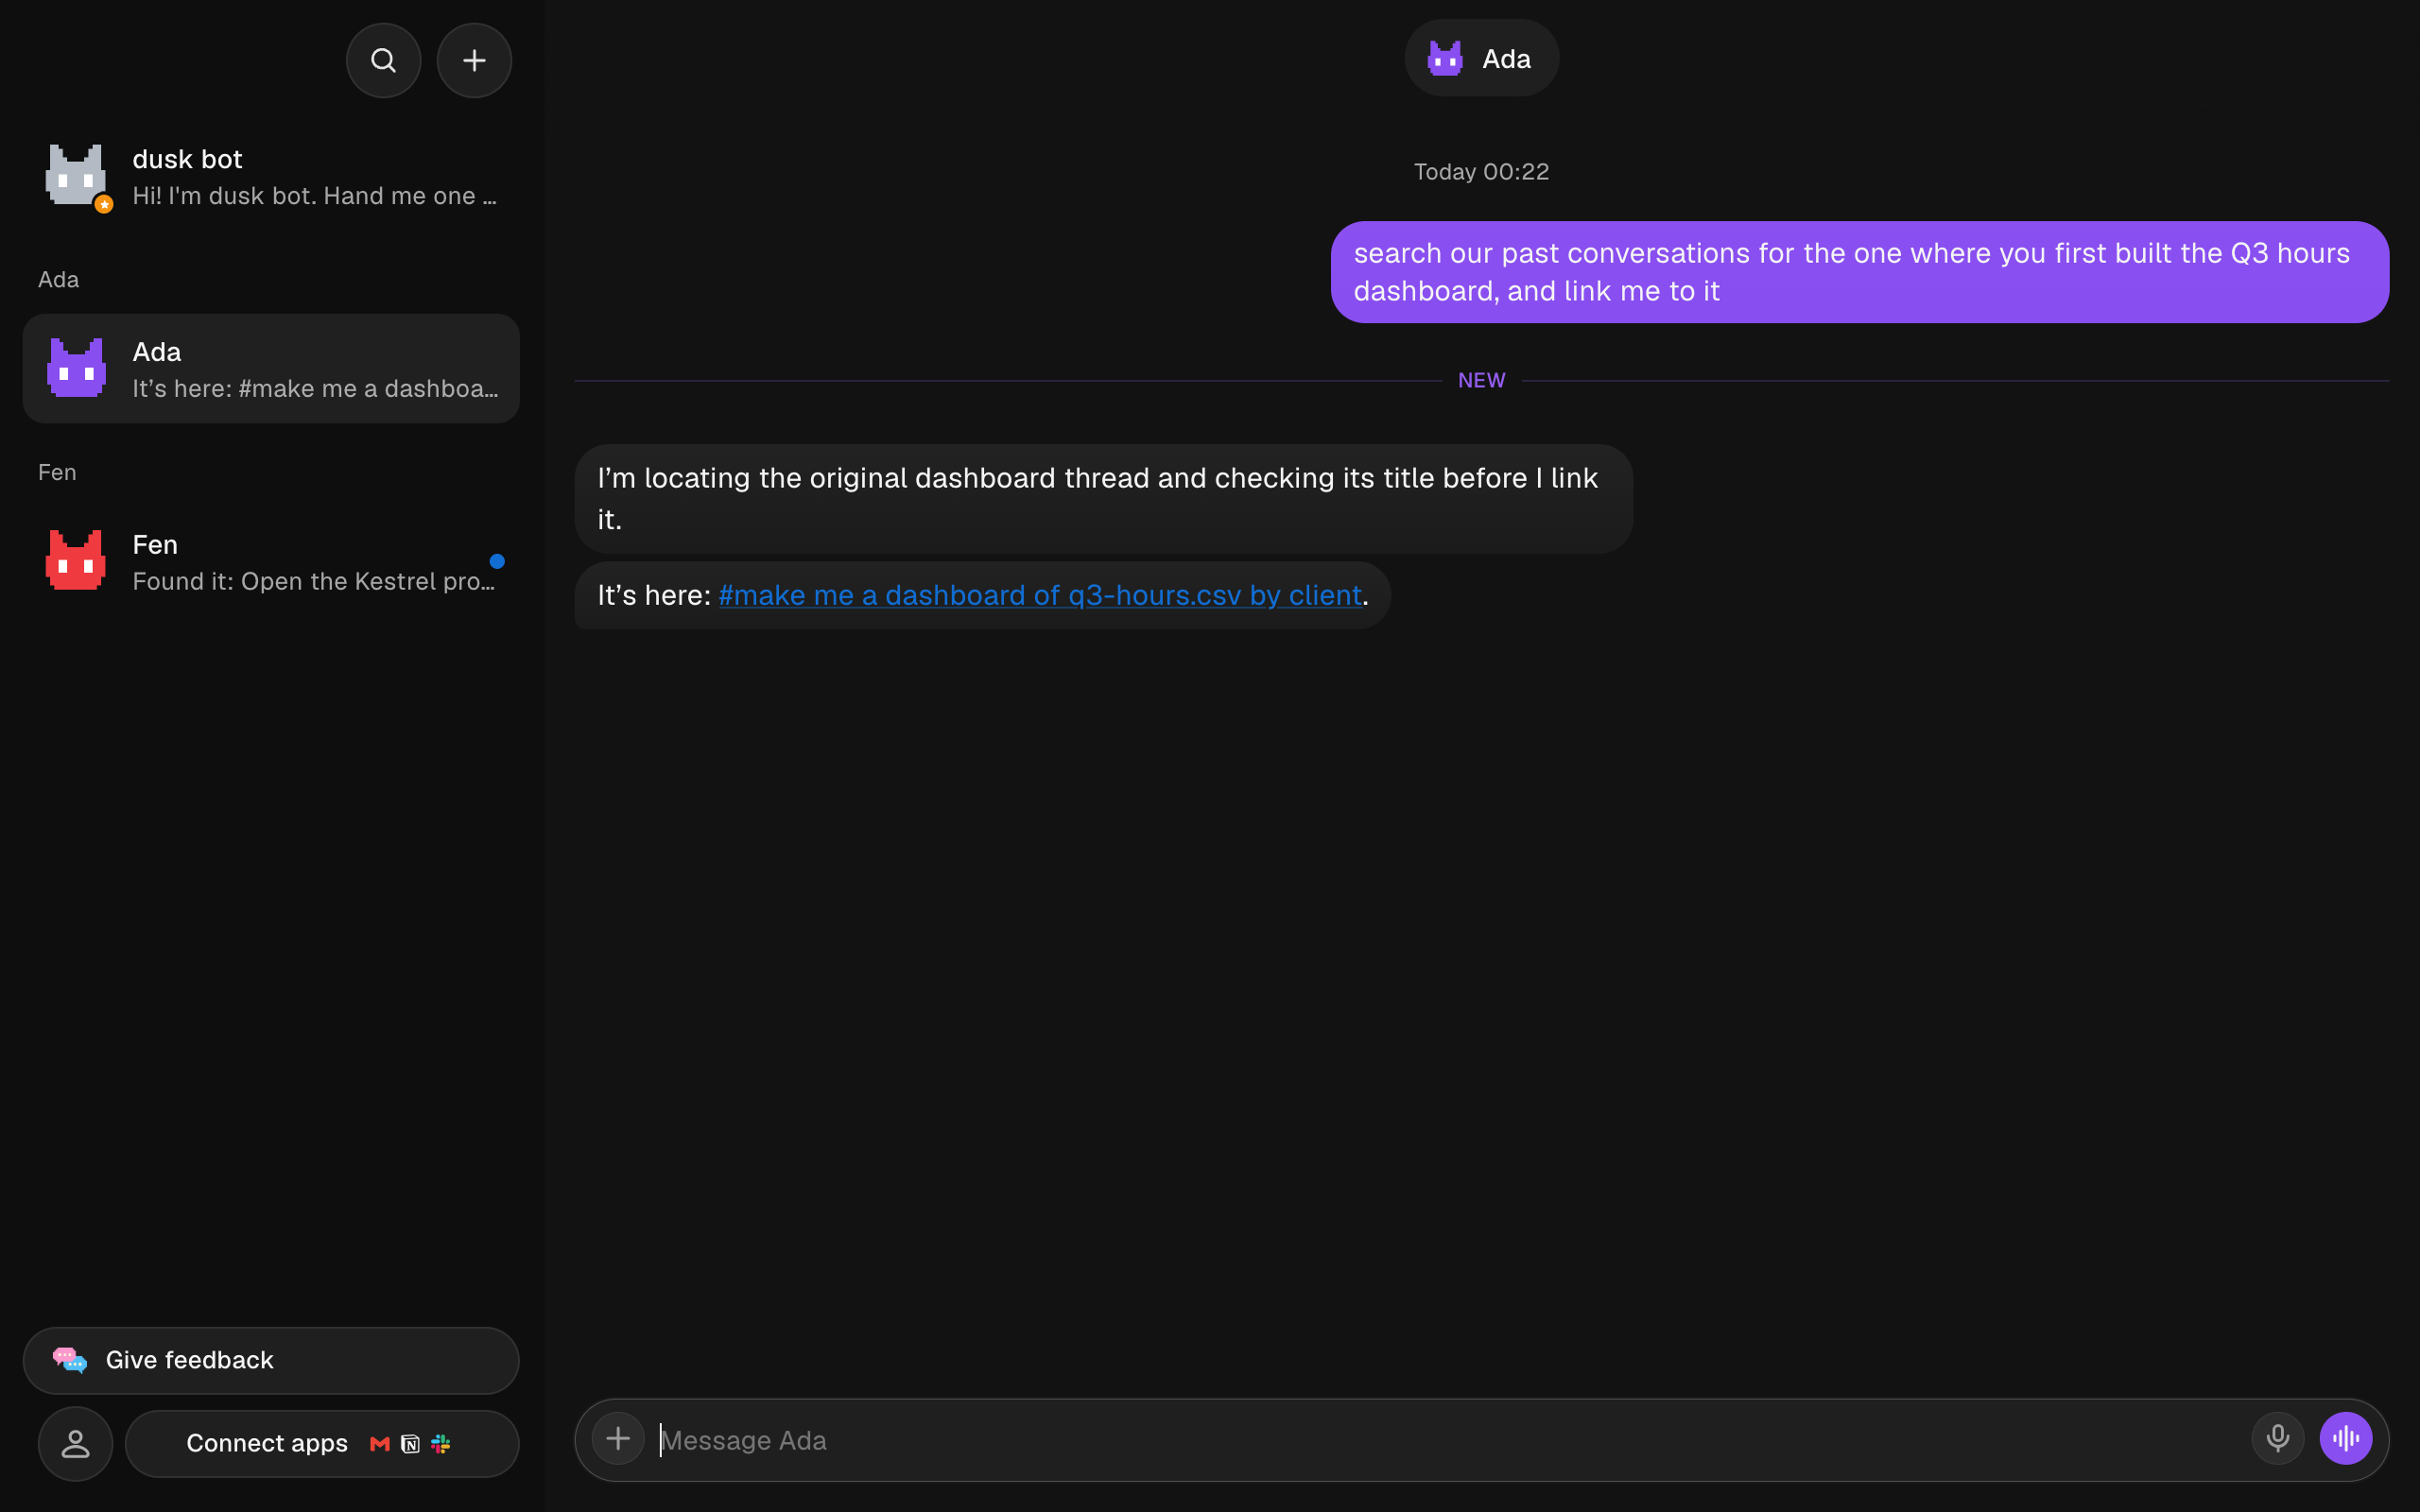 dusk bot
Hi! I'm dusk bot. Hand me one ...
Ada
Ada
It's here: #make me a dashboa...
Fen
Fen
Found it: Open the Kestrel pro...
Give feedback
Connect apps
Ada
Today 00:22
search our past conversations for the one where you first built the Q3 hours
dashboard, and link me to it
NEW
I'm locating the original dashboard thread and checking its title before I link
it.
It's here: #make me a dashboard of q3-hours.csv by client.
Message Ada